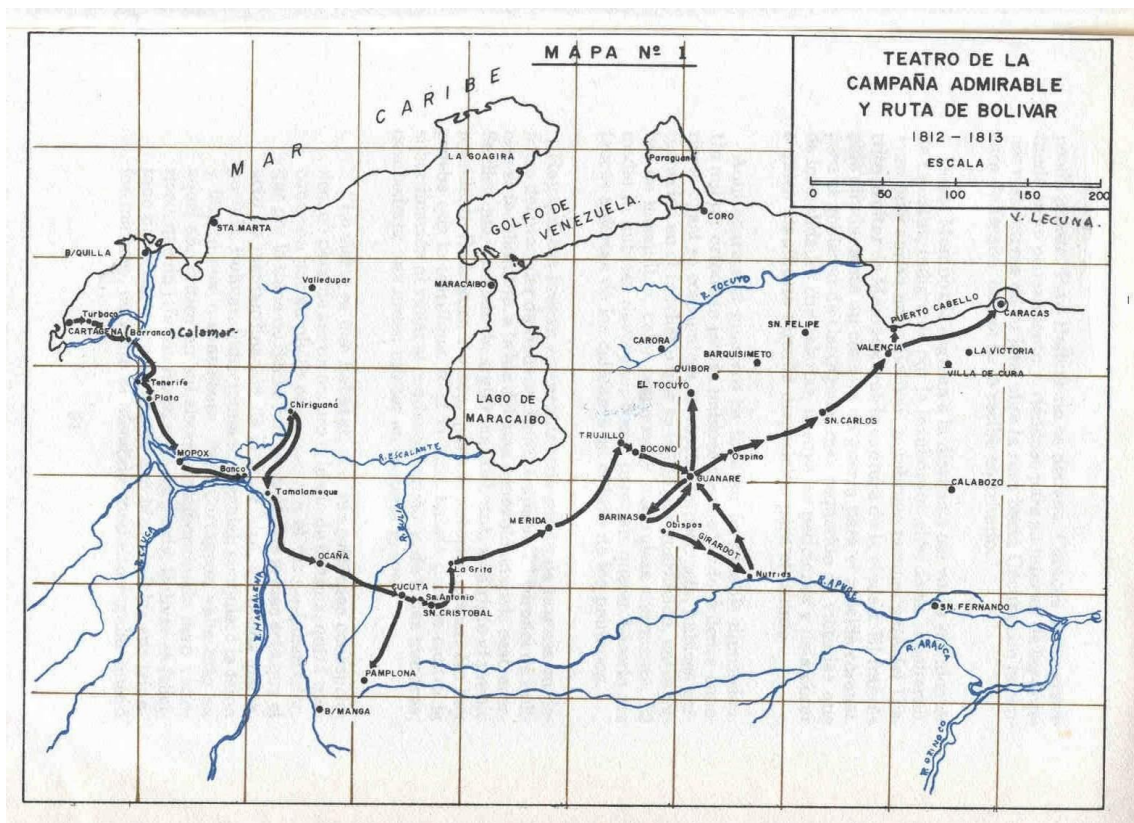 MAPA Nº 1
TEATRO DE LA
CAMPAÑA ADMIRABLE
Y RUTA DE BOLIVAR
1812 - 1813
ESCALA
0 50 100 150 200
V. LECUNA
MAR CARIBE
LA GOAGIRA
Paraguaná
GOLFO DE
VENEZUELA.
CORO
STA. MARTA
B/QUILLA
Valledupar
MARACAIBO
R. TOCUYO
Turbaco
CARTAGENA
(Barranca) Calamar
PUERTO CABELLO
CARACAS
SN. FELIPE
VALENCIA
LA VICTORIA
VILLA DE CURA
CARORA
BARQUISIMETO
QUIBOR
EL TOCUYO
Tenerife
Plata
Chiriguaná
LAGO DE
MARACAIBO
SN. CARLOS
TRUJILLO
BOCONO
Ospino
MOPOX
Banco
R. ESCALANTE
GUANARE
Tamalameque
CALABOZO
BARINAS
Obispos
MERIDA
GIRARDOT
R. CAUCA
R. ZULIA
OCAÑA
La Grita
Nutrias
R. APURE
CUCUTA
Sn. Antonio
SN. CRISTOBAL
SN. FERNANDO
R. MAGDALENA
R. ARAUCA
PAMPLONA
B/MANGA
R. ORINOCO